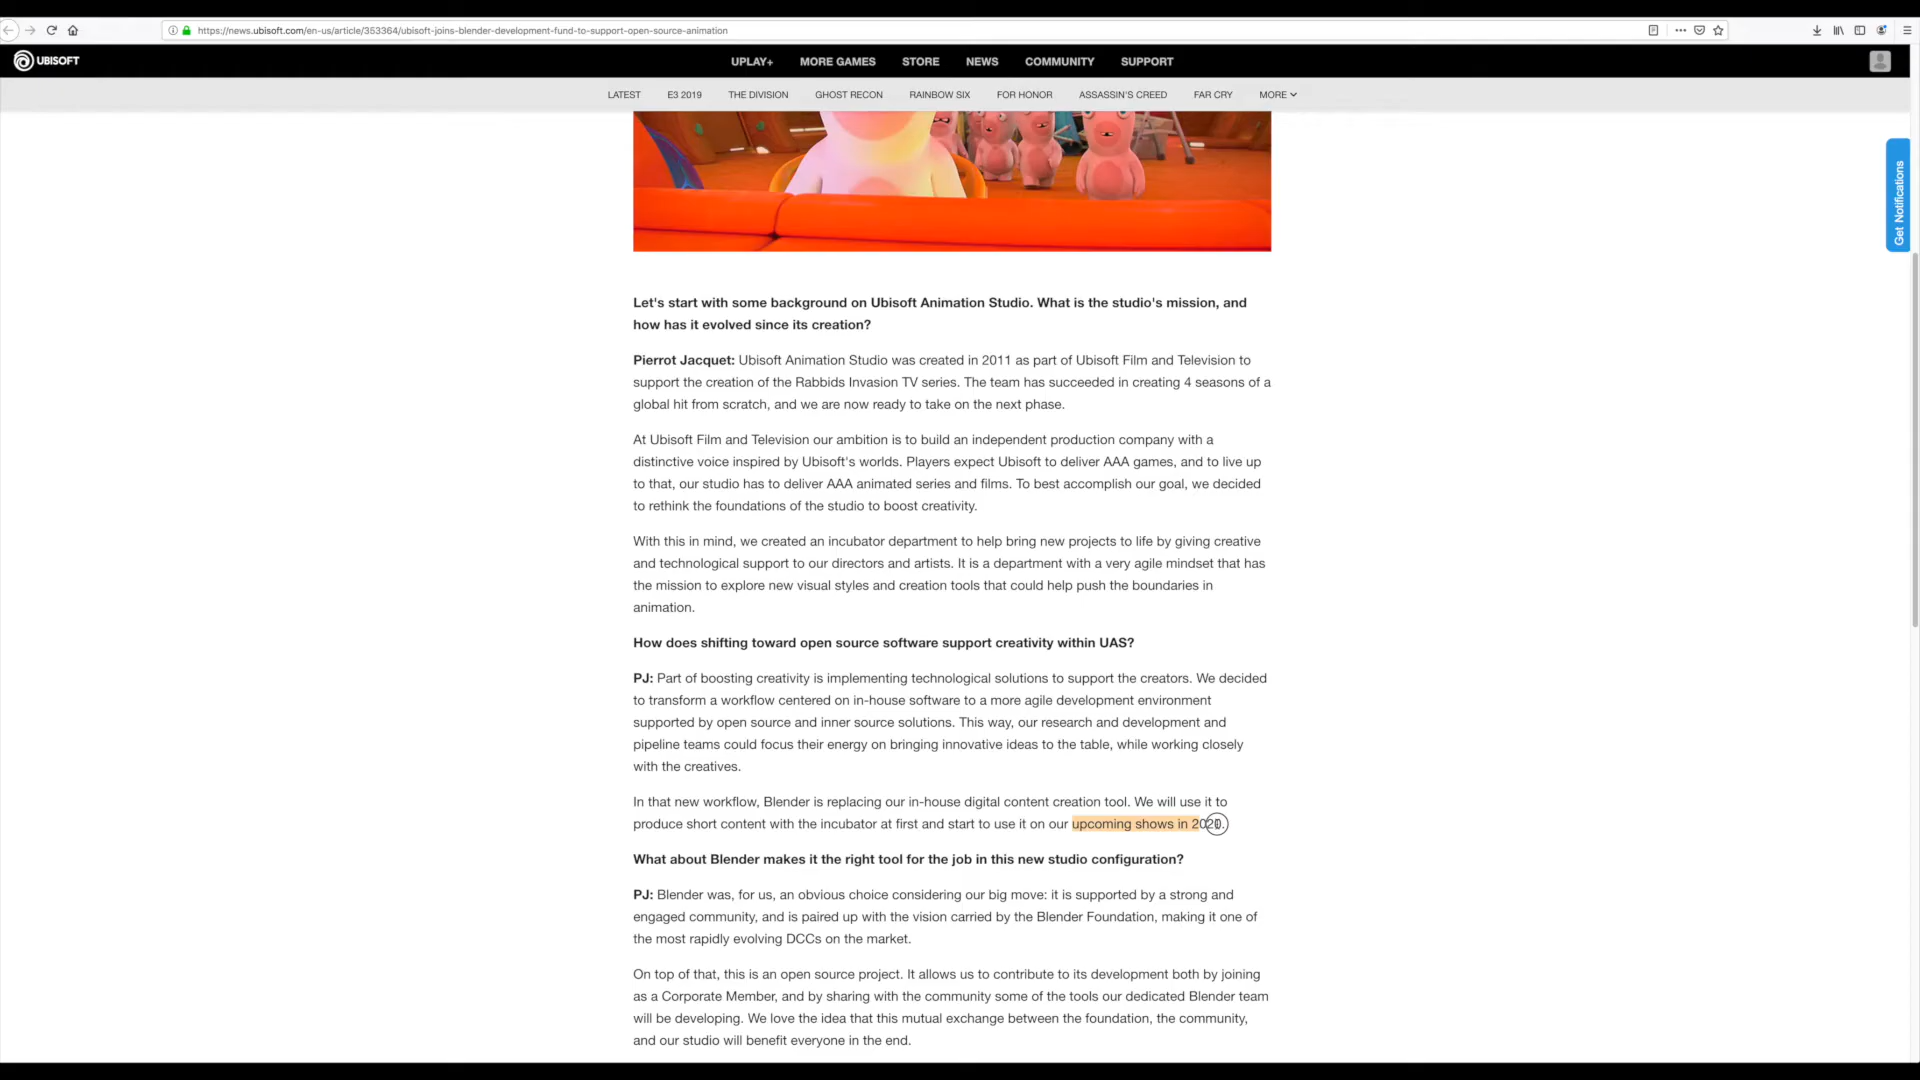 https://news.ubisoft.com/en-us/article/353364/ubisoft-joins-blender-development-fund-to-support-open-source-animation
UBISOFT
UPLAY+ MORE GAMES STORE NEWS COMMUNITY SUPPORT
LATEST E3 2019 THE DIVISION GHOST RECON RAINBOW SIX FOR HONOR ASSASSIN'S CREED FAR CRY MORE
Get Notifications
Let's start with some background on Ubisoft Animation Studio. What is the studio's mission, and
how has it evolved since its creation?
Pierrot Jacquet: Ubisoft Animation Studio was created in 2011 as part of Ubisoft Film and Television to
support the creation of the Rabbids Invasion TV series. The team has succeeded in creating 4 seasons of a
global hit from scratch, and we are now ready to take on the next phase.
At Ubisoft Film and Television our ambition is to build an independent production company with a
distinctive voice inspired by Ubisoft's worlds. Players expect Ubisoft to deliver AAA games, and to live up
to that, our studio has to deliver AAA animated series and films. To best accomplish our goal, we decided
to rethink the foundations of the studio to boost creativity.
With this in mind, we created an incubator department to help bring new projects to life by giving creative
and technological support to our directors and artists. It is a department with a very agile mindset that has
the mission to explore new visual styles and creation tools that could help push the boundaries in
animation.
How does shifting toward open source software support creativity within UAS?
PJ: Part of boosting creativity is implementing technological solutions to support the creators. We decided
to transform a workflow centered on in-house software to a more agile development environment
supported by open source and inner source solutions. This way, our research and development and
pipeline teams could focus their energy on bringing innovative ideas to the table, while working closely
with the creatives.
In that new workflow, Blender is replacing our in-house digital content creation tool. We will use it to
produce short content with the incubator at first and start to use it on our upcoming shows in 2020.
What about Blender makes it the right tool for the job in this new studio configuration?
PJ: Blender was, for us, an obvious choice considering our big move: it is supported by a strong and
engaged community, and is paired up with the vision carried by the Blender Foundation, making it one of
the most rapidly evolving DCCs on the market.
On top of that, this is an open source project. It allows us to contribute to its development both by joining
as a Corporate Member, and by sharing with the community some of the tools our dedicated Blender team
will be developing. We love the idea that this mutual exchange between the foundation, the community,
and our studio will benefit everyone in the end.